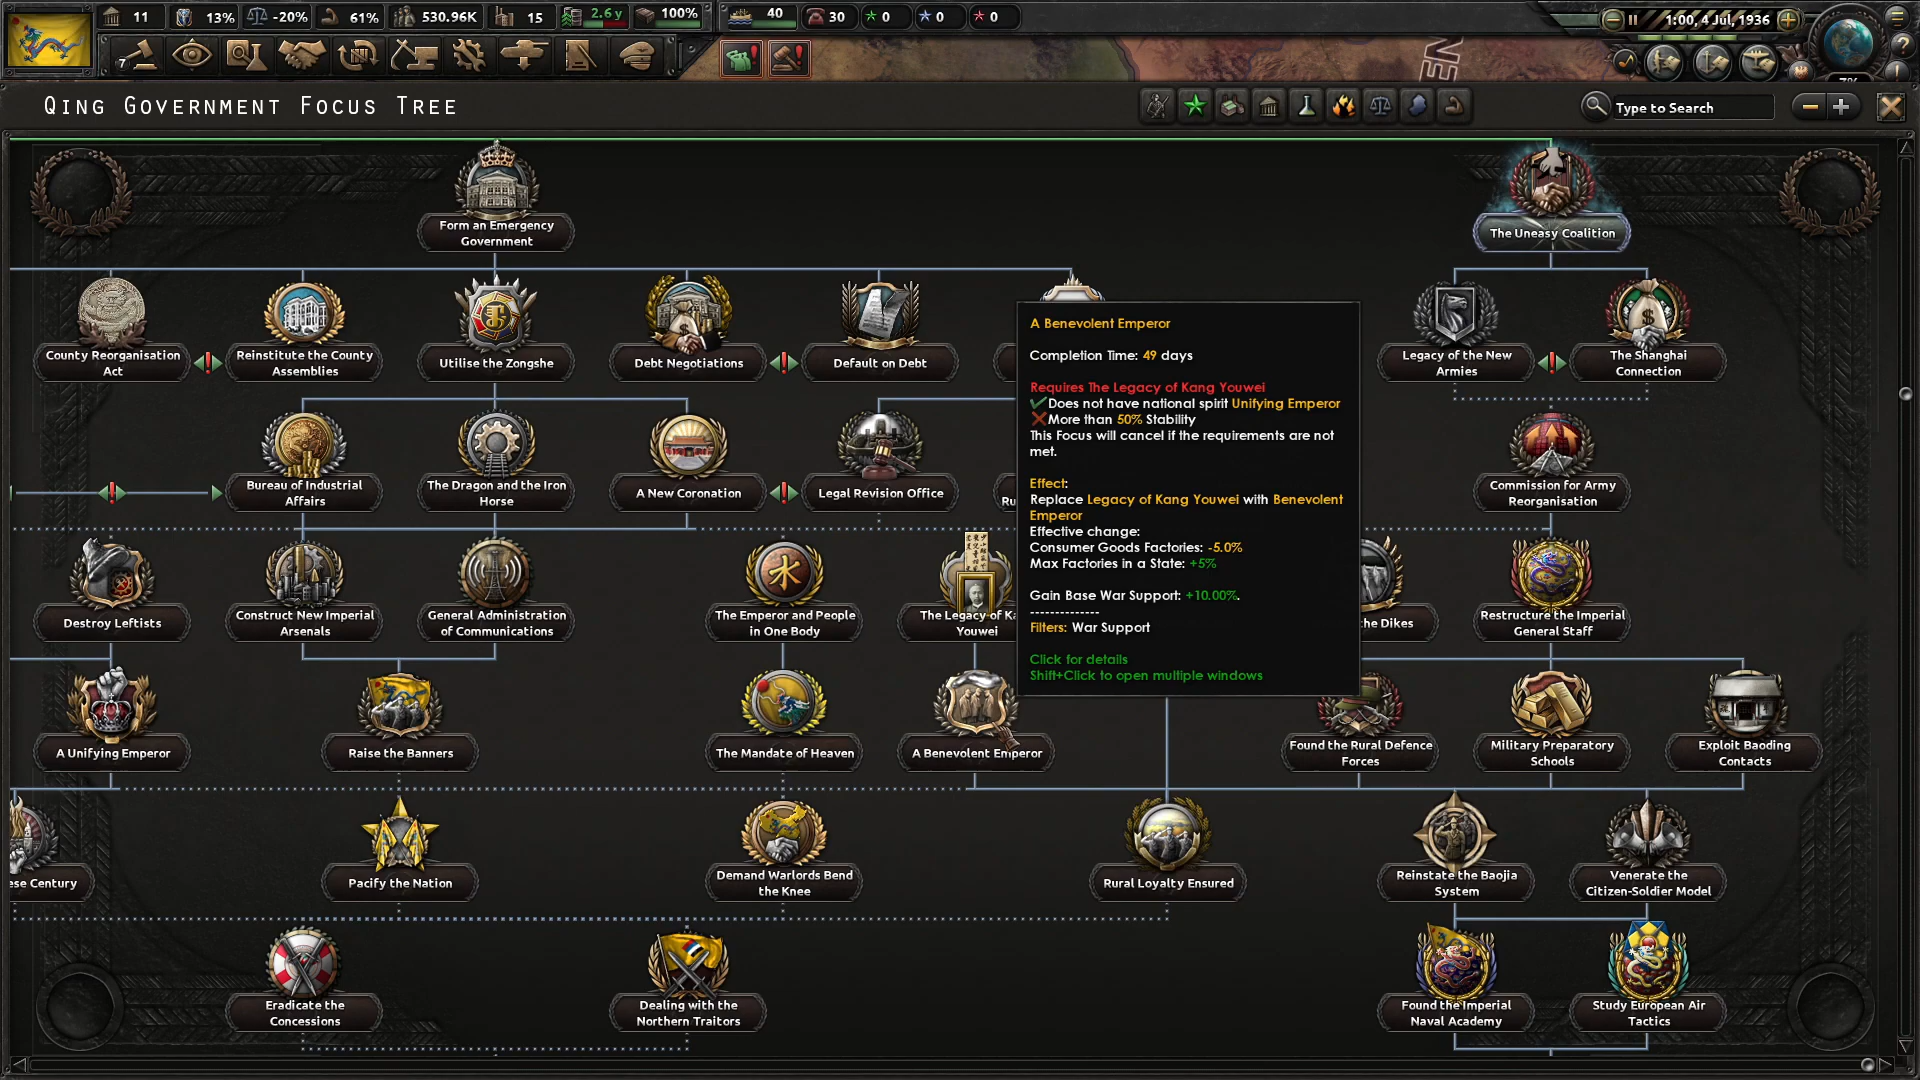 11
13%
-20%
61%
530.96K
15
2.6 y
100%
40
30
0
0
0
1:00, 4 Jul, 1936
7
Qing Government Focus Tree
Type to Search
Form an Emergency
Government
The Uneasy Coalition
County Reorganisation
Act
Reinstitute the County
Assemblies
Utilise the Zongshe
Debt Negotiations
Default on Debt
Legacy of the New
Armies
The Shanghai
Connection
A Benevolent Emperor
Completion Time: 49 days
Requires The Legacy of Kang Youwei
Does not have national spirit Unifying Emperor
More than 50% Stability
This Focus will cancel if the requirements are not
met.
Effect:
Replace Legacy of Kang Youwei with Benevolent
Emperor
Effective change:
Consumer Goods Factories: -5.0%
Max Factories in a State: +5%
Gain Base War Support: +10.00%.
--------------
Filters: War Support
Click for details
Shift+Click to open multiple windows
Bureau of Industrial
Affairs
The Dragon and the Iron
Horse
A New Coronation
Legal Revision Office
Ru
Commission for Army
Reorganisation
Destroy Leftists
Construct New Imperial
Arsenals
General Administration
of Communications
The Emperor and People
in One Body
The Legacy of Ka
Youwei
he Dikes
Restructure the Imperial
General Staff
A Unifying Emperor
Raise the Banners
The Mandate of Heaven
A Benevolent Emperor
Found the Rural Defence
Forces
Military Preparatory
Schools
Exploit Baoding
Contacts
ese Century
Pacify the Nation
Demand Warlords Bend
the Knee
Rural Loyalty Ensured
Reinstate the Baojia
System
Venerate the
Citizen-Soldier Model
Eradicate the
Concessions
Dealing with the
Northern Traitors
Found the Imperial
Naval Academy
Study European Air
Tactics